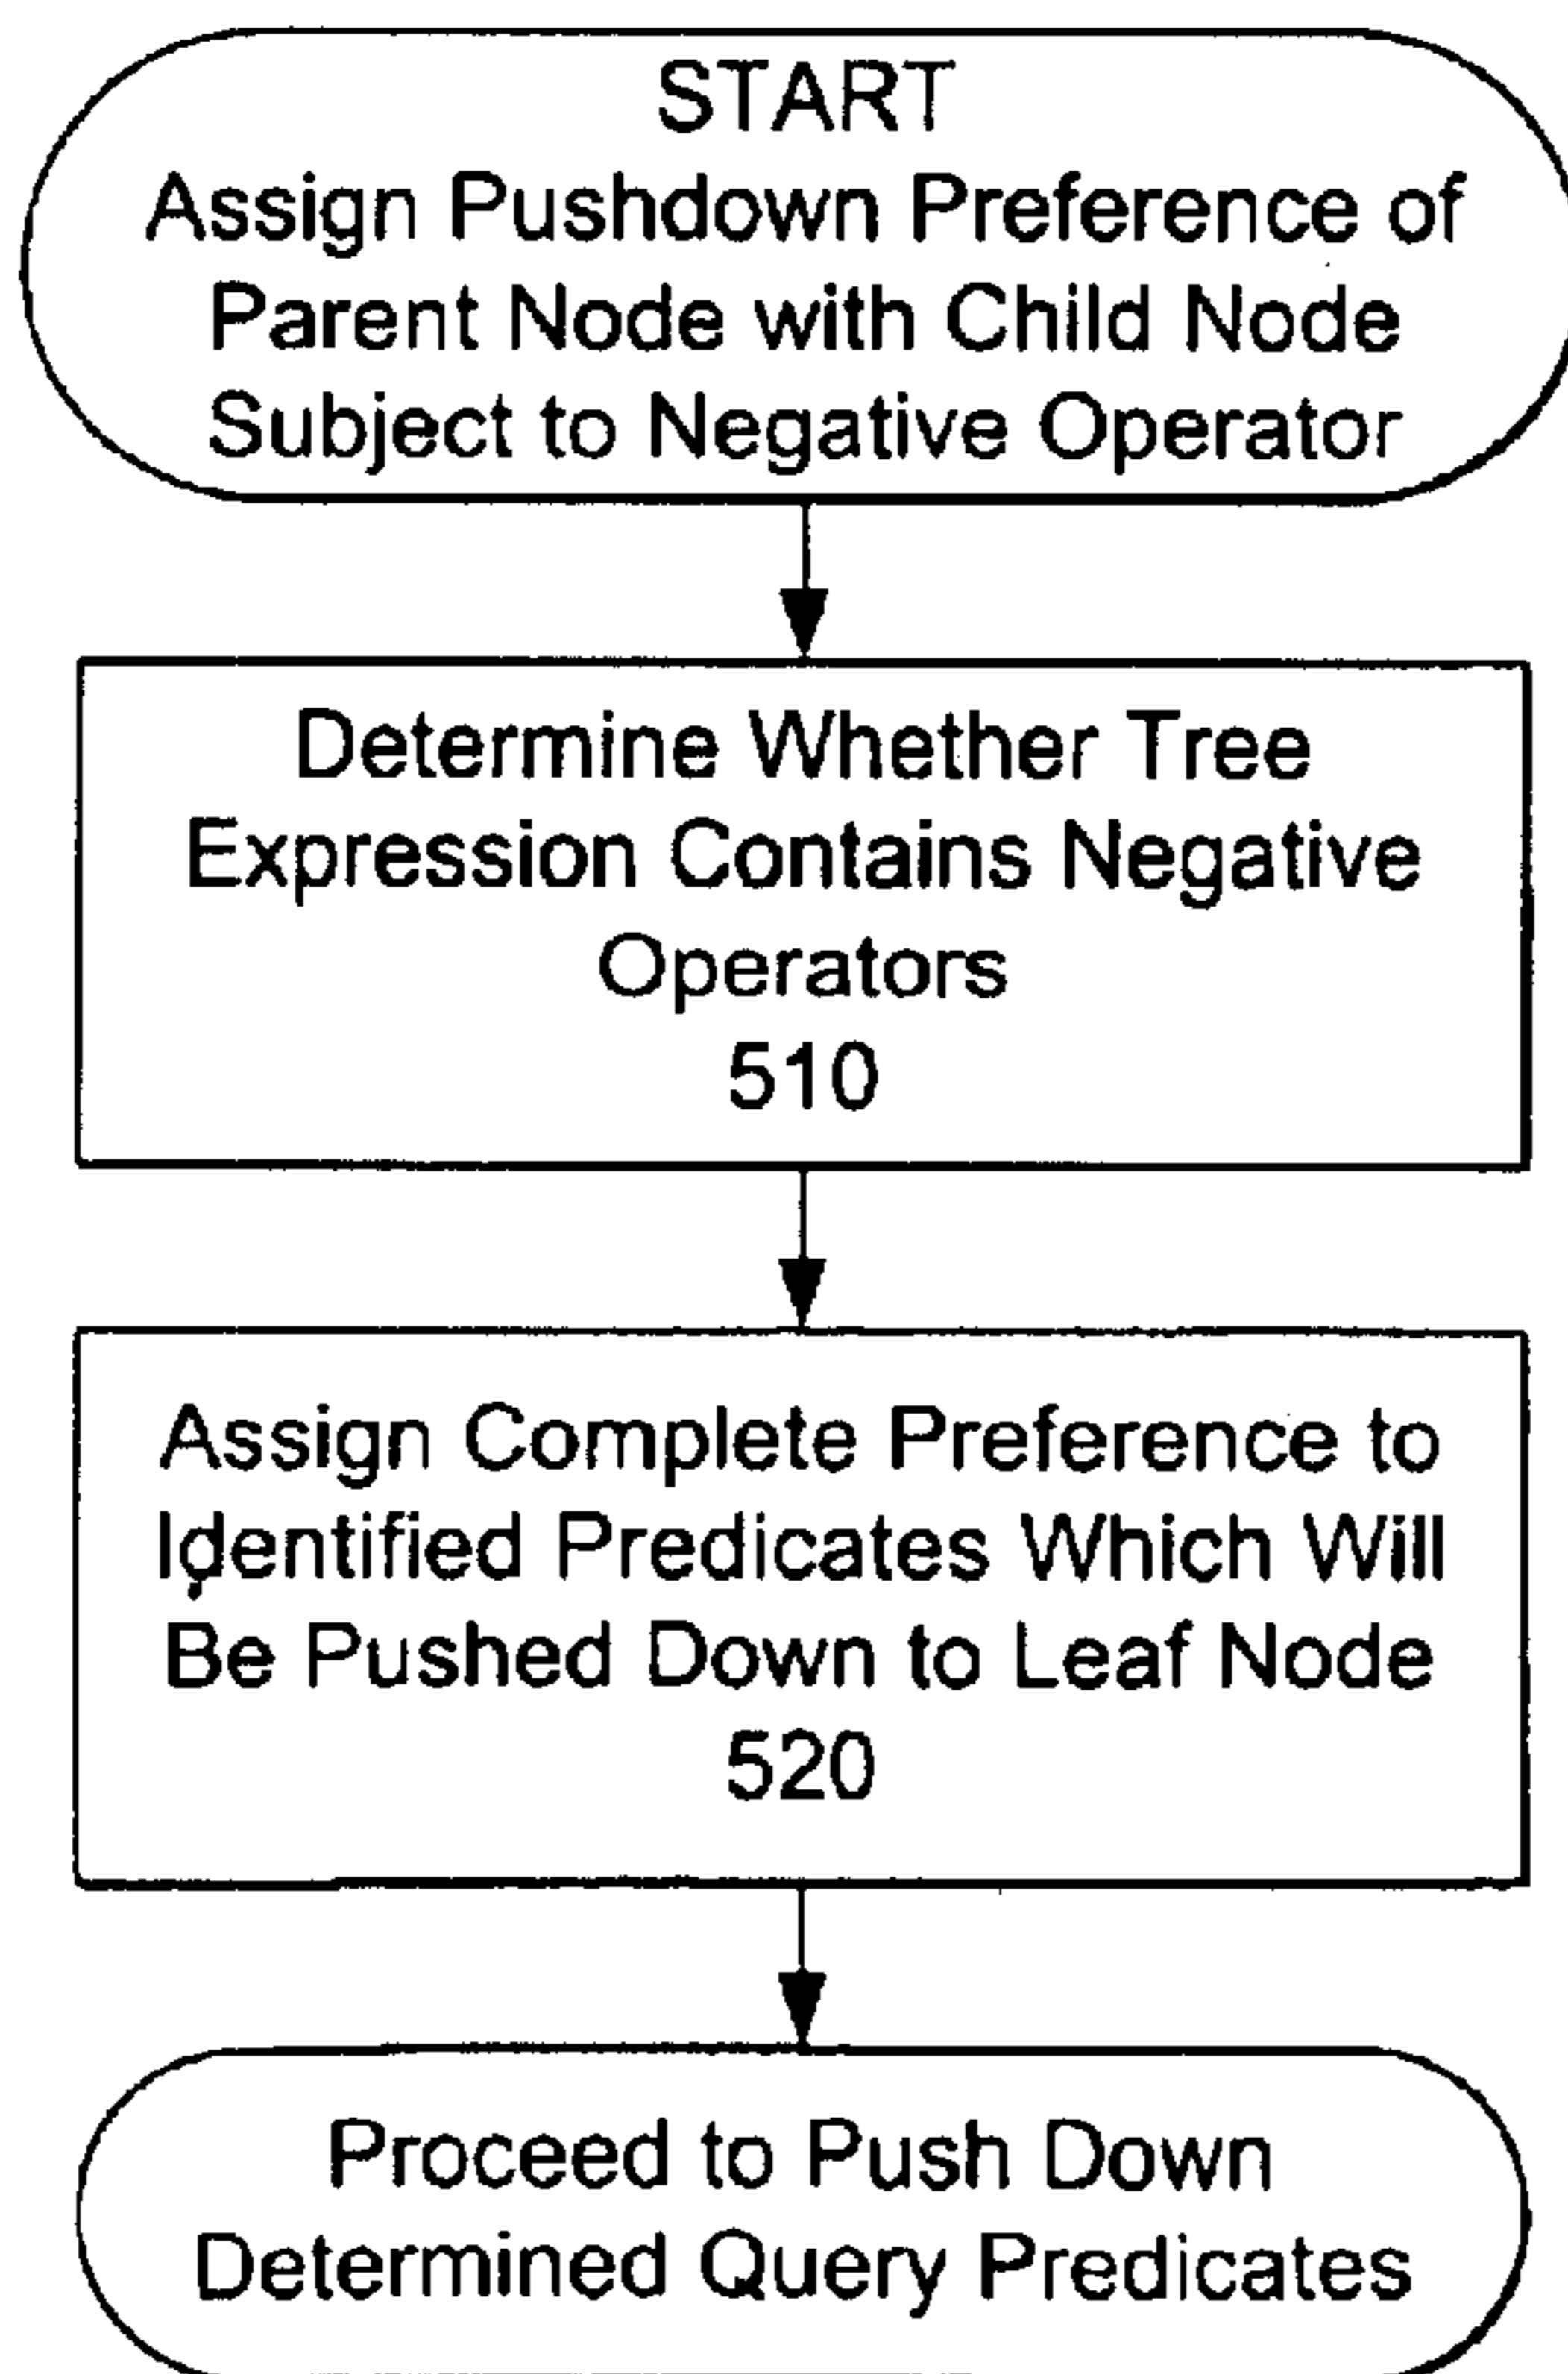 START
Assign Pushdown Preference of
Parent Node with Child Node
Subject to Negative Operator
Determine Whether Tree
Expression Contains Negative
Operators
510
Assign Complete Preference to
Identified Predicates Which Will
Be Pushed Down to Leaf Node
520
Proceed to Push Down
Determined Query Predicates